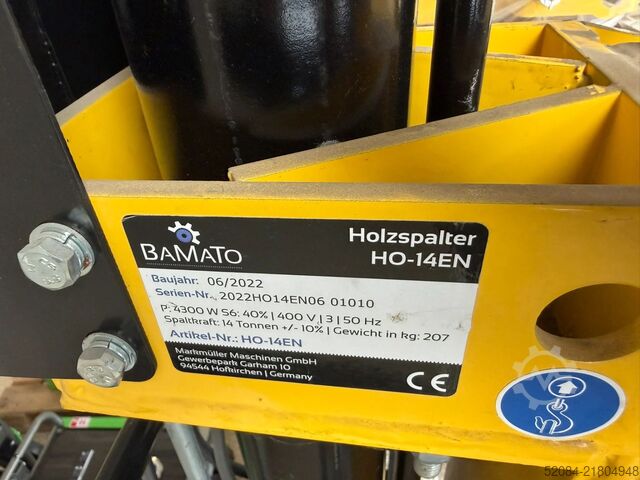 BAMATO
Holzspalter
HO-14EN
Baujahr: 06/2022
Serien-Nr. 2022HO14EN06 01010
P: 4300 W S6; 40% | 400 V | 3 | 50 Hz
Spaltkraft: 14 Tonnen +/- 10% | Gewicht in kg: 207
Artikel-Nr.: HO-14EN
Markmüller Maschinen GmbH
Gewerbepark Garham 10
94544 Hofkirchen | Germany
CE
52084-21804948